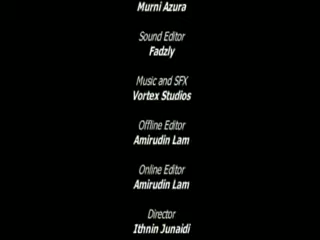 Murni Azura
Sound Editor
Fadzly
Music and SFX
Vortex Studios
Offline Editor
Amirudin Lam
Online Editor
Amirudin Lam
Director
Ithnin Junaidi